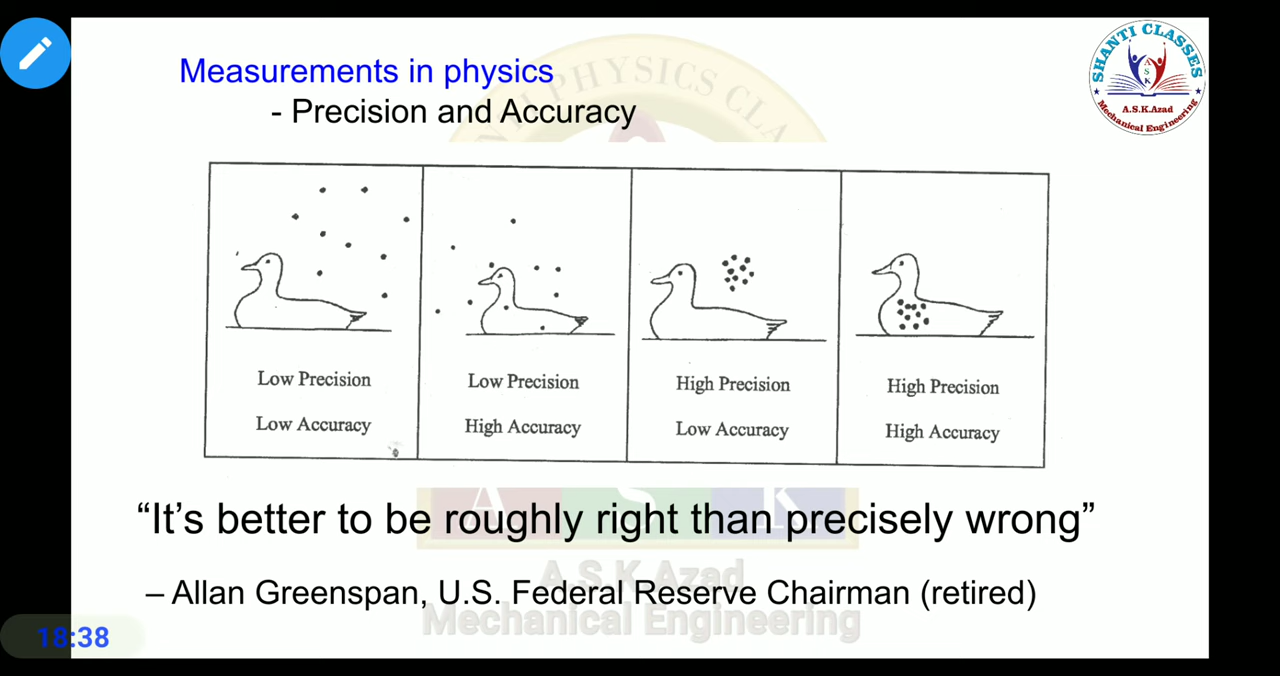 Measurements in physics
- Precision and Accuracy
SHANTI CLASSES
A S K
A.S.K.Azad
Mechanical Engineering
PHYSICS CLA
Low Precision
Low Accuracy
Low Precision
High Accuracy
High Precision
Low Accuracy
High Precision
High Accuracy
A S K
“It’s better to be roughly right than precisely wrong”
A.S.K.Azad
– Allan Greenspan, U.S. Federal Reserve Chairman (retired)
Mechanical Engineering
18:38